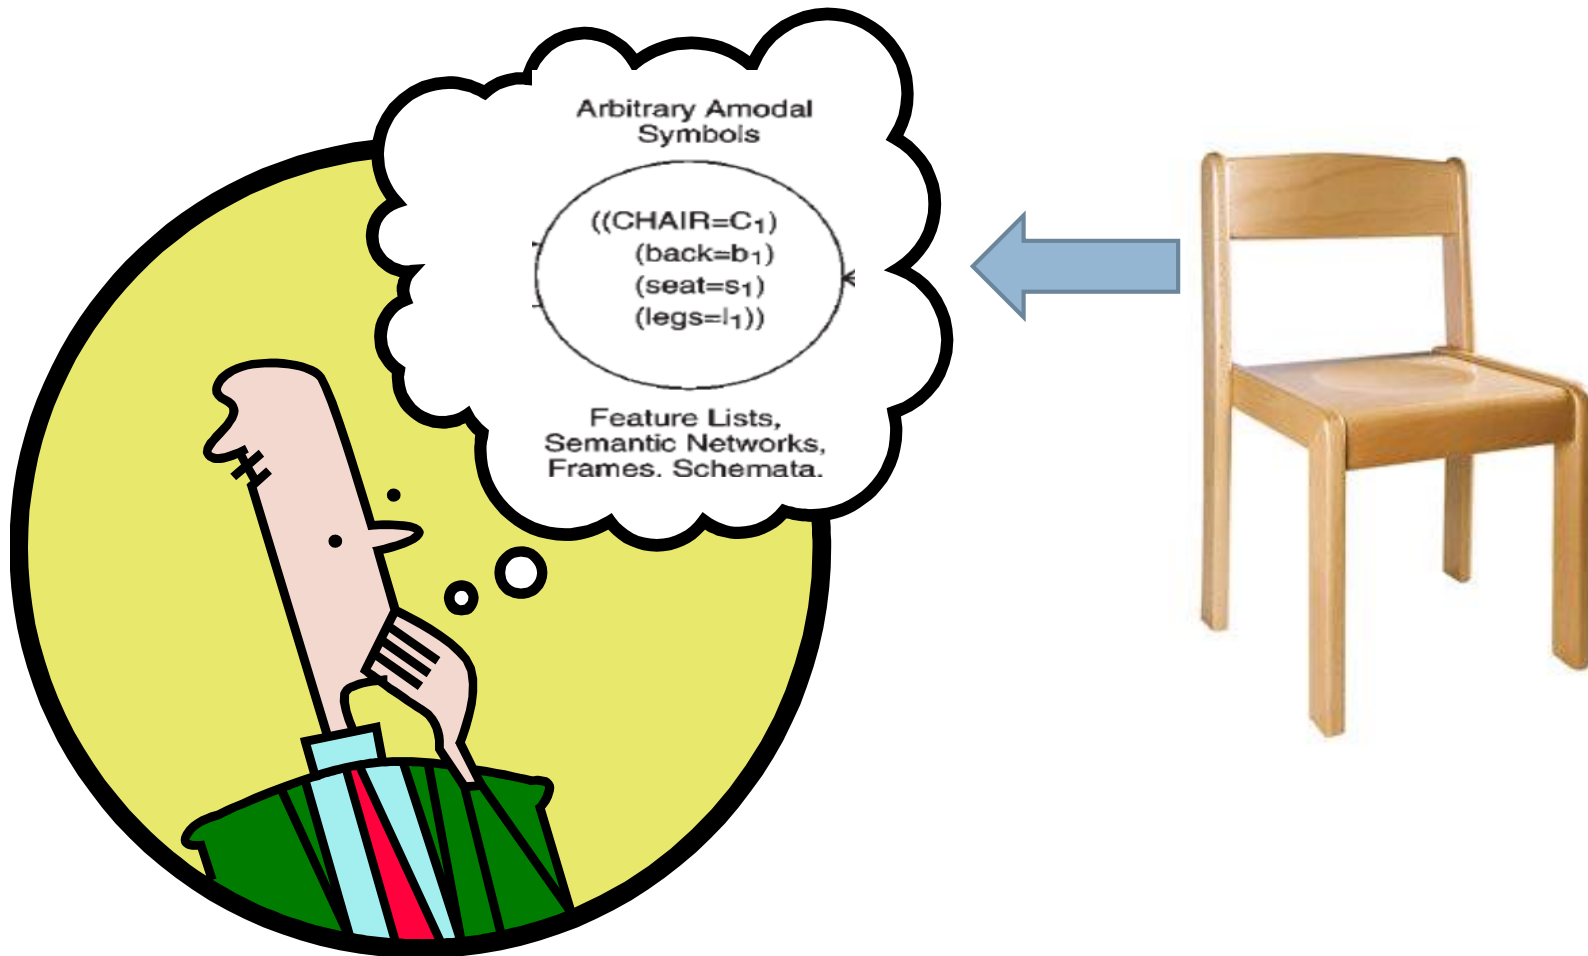 Arbitrary Amodal
Symbols
((CHAIR=C₁)
(back=b₁)
(seat=s₁)
(legs=l₁))
Feature Lists,
Semantic Networks,
Frames. Schemata.